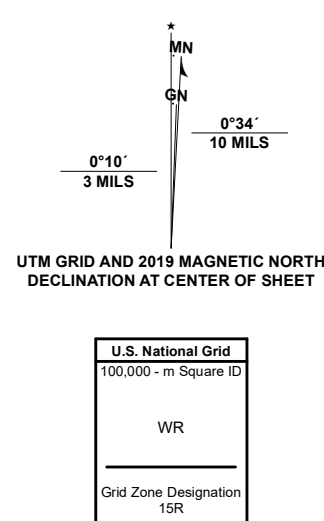 ★
MN
GN
0°34´
10 MILS
0°10´
3 MILS
UTM GRID AND 2019 MAGNETIC NORTH
DECLINATION AT CENTER OF SHEET
U.S. National Grid
100,000 - m Square ID
WR
Grid Zone Designation
15R